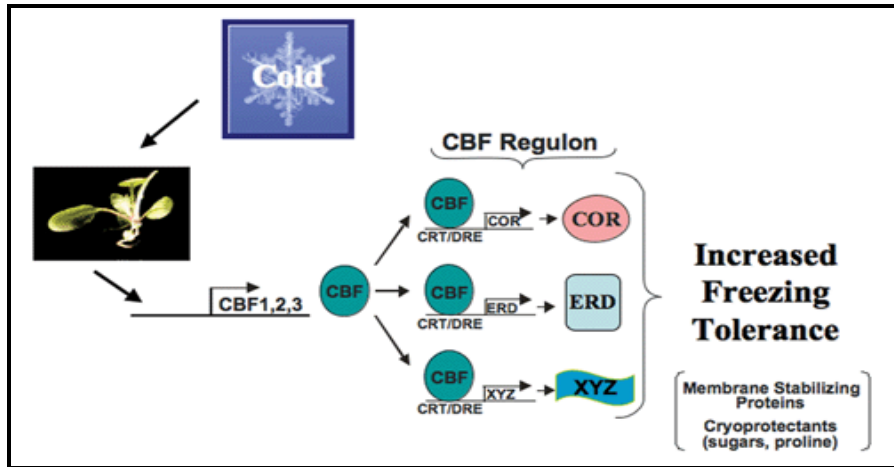 Cold
CBF Regulon
CBF
COR
CRT/DRE
COR
CBF1,2,3
CBF
CBF
ERD
CRT/DRE
ERD
CBF
XYZ
CRT/DRE
XYZ
Increased
Freezing
Tolerance
Membrane Stabilizing
Proteins
Cryoprotectants
(sugars, proline)